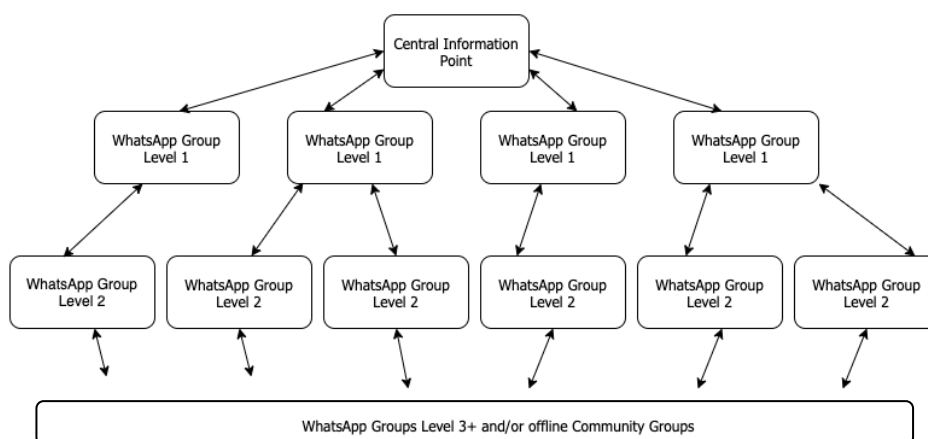 Central Information
Point
WhatsApp Group
Level 1
WhatsApp Group
Level 1
WhatsApp Group
Level 1
WhatsApp Group
Level 1
WhatsApp Group
Level 2
WhatsApp Group
Level 2
WhatsApp Group
Level 2
WhatsApp Group
Level 2
WhatsApp Group
Level 2
WhatsApp Group
Level 2
WhatsApp Groups Level 3+ and/or offline Community Groups